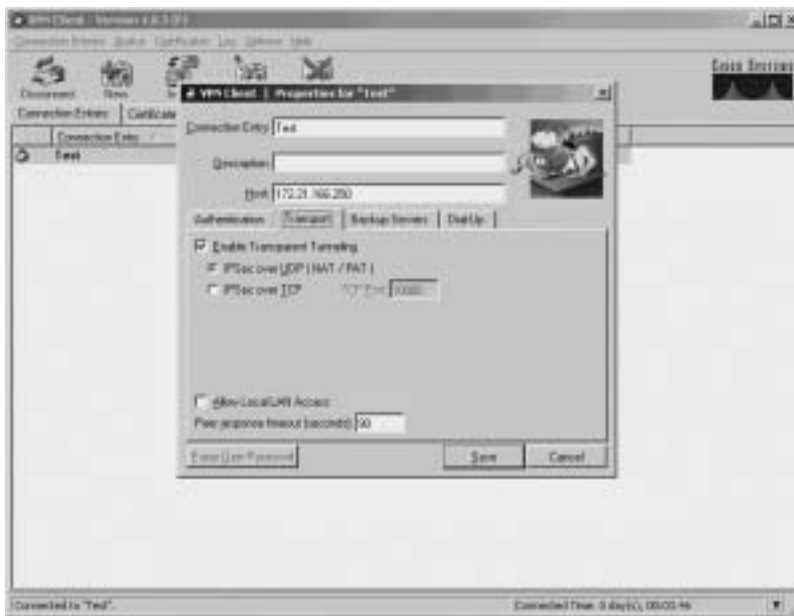 VPN Client - Version 4.0.3 (F)
Connection Entries Status Certificates Log Options Help
Disconnect New
Cisco Systems
Connection Entries Certificate
Connection Entry /
Test
VPN Client | Properties for "Test"
Connection Entry: Test
Description:
Host: 172.21.166.250
Authentication Transport Backup Servers Dial-Up
Enable Transparent Tunneling
IPSec over UDP ( NAT / PAT )
IPSec over TCP TCP Port: 10000
Allow Local LAN Access
Peer response timeout (seconds): 90
Erase User Password Save Cancel
Connected to "Test". Connected Time: 0 day(s), 00:03.46